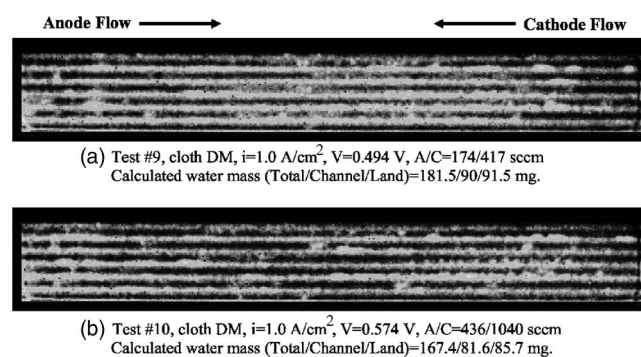 Anode Flow Cathode Flow
(a) Test #9, cloth DM, i=1.0 A/cm², V=0.494 V, A/C=174/417 sccm
Calculated water mass (Total/Channel/Land)=181.5/90/91.5 mg.
(b) Test #10, cloth DM, i=1.0 A/cm², V=0.574 V, A/C=436/1040 sccm
Calculated water mass (Total/Channel/Land)=167.4/81.6/85.7 mg.